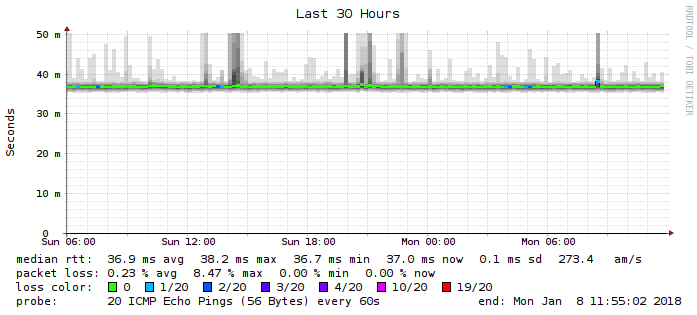 Last 30 Hours
RRDTOOL / TOBI OETIKER
Seconds
50 m
40 m
30 m
20 m
10 m
0
Sun 06:00 Sun 12:00 Sun 18:00 Mon 00:00 Mon 06:00
median rtt: 36.9 ms avg 38.2 ms max 36.7 ms min 37.0 ms now 0.1 ms sd 273.4 am/s
packet loss: 0.23 % avg 8.47 % max 0.00 % min 0.00 % now
loss color: 0 1/20 2/20 3/20 4/20 10/20 19/20
probe: 20 ICMP Echo Pings (56 Bytes) every 60s end: Mon Jan 8 11:55:02 2018